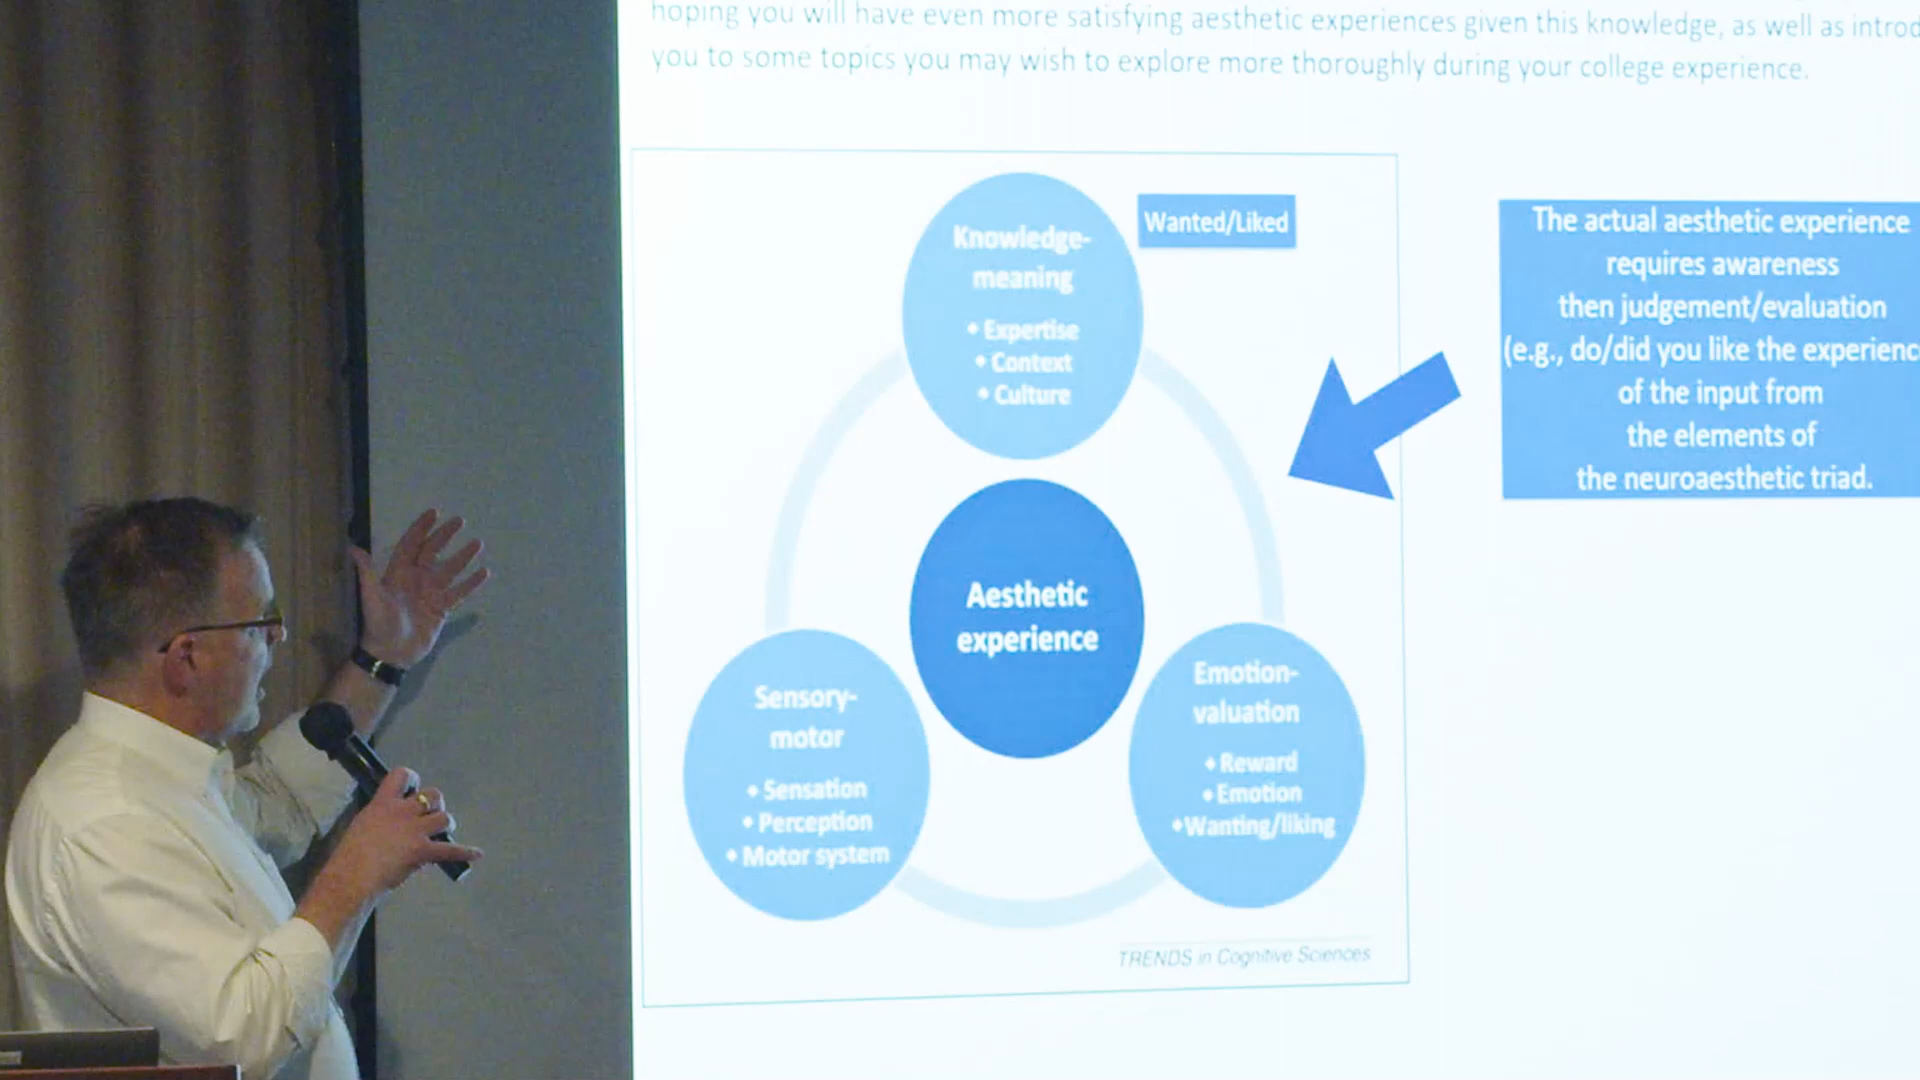 hoping you will have even more satisfying aesthetic experiences given this knowledge, as well as introd
you to some topics you may wish to explore more thoroughly during your college experience.
Knowledge-
meaning
• Expertise
• Context
• Culture
Wanted/Liked
The actual aesthetic experience
requires awareness
then judgement/evaluation
(e.g., do/did you like the experienc
of the input from
the elements of
the neuroaesthetic triad.
Aesthetic
experience
Sensory-
motor
• Sensation
• Perception
• Motor system
Emotion-
valuation
• Reward
• Emotion
•Wanting/liking
TRENDS in Cognitive Sciences